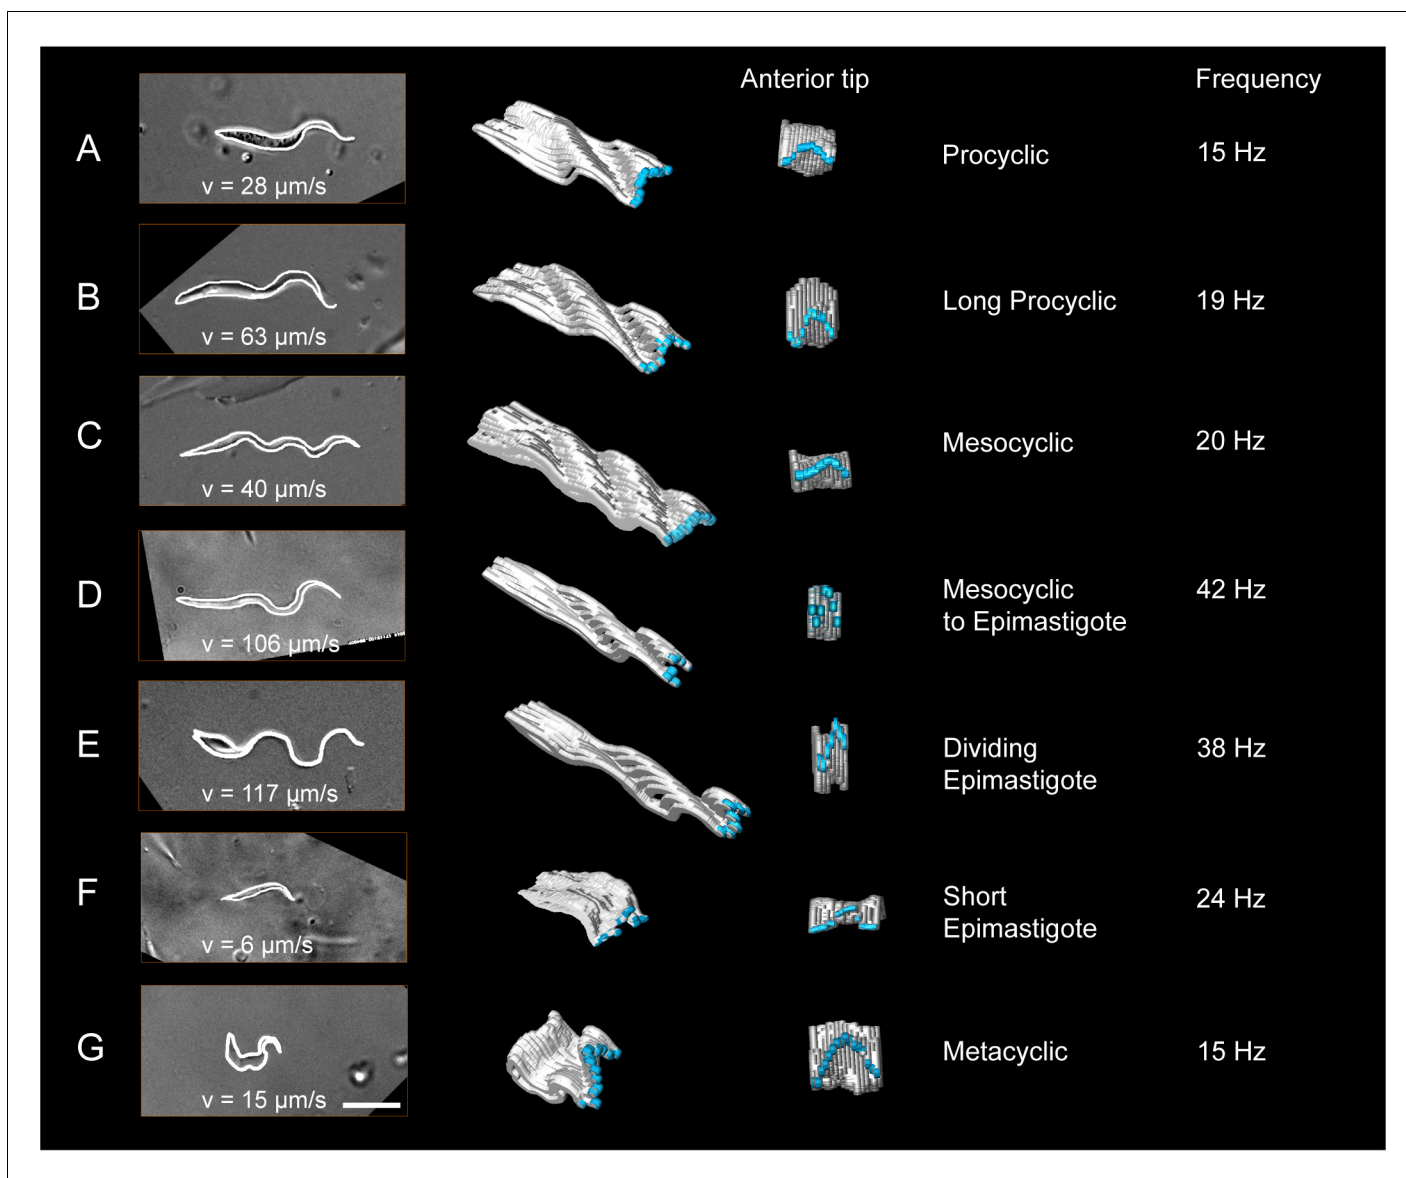 Anterior tip
Frequency
A
v = 28 µm/s
Procyclic
15 Hz
B
v = 63 µm/s
Long Procyclic
19 Hz
C
v = 40 µm/s
Mesocyclic
20 Hz
D
v = 106 µm/s
Mesocyclic
to Epimastigote
42 Hz
E
v = 117 µm/s
Dividing
Epimastigote
38 Hz
F
v = 6 µm/s
Short
Epimastigote
24 Hz
G
v = 15 µm/s
Metacyclic
15 Hz